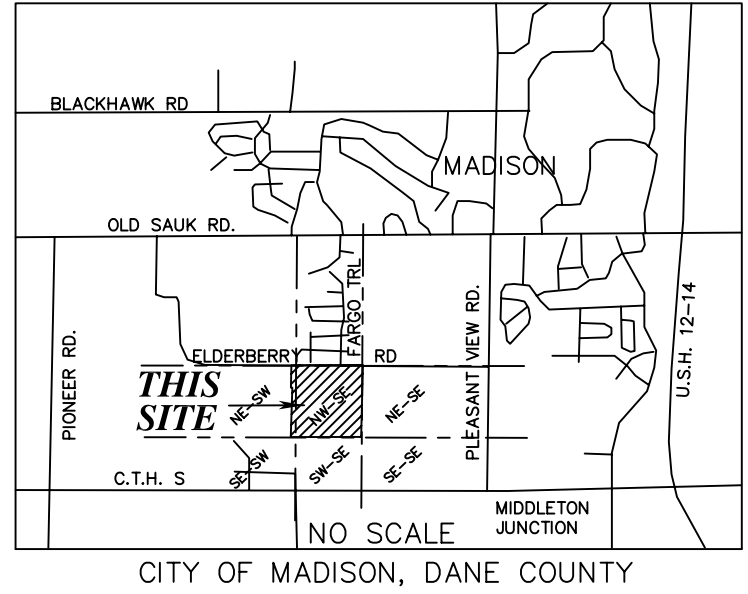 BLACKHAWK RD
MADISON
OLD SAUK RD.
FARGO TRL
PIONEER RD.
PLEASANT VIEW RD.
U.S.H. 12-14
ELDERBERRY RD
THIS
SITE
NE-SW
NW-SE
NE-SE
SE-SW
SW-SE
SE-SE
C.T.H. S
MIDDLETON
JUNCTION
NO SCALE
CITY OF MADISON, DANE COUNTY